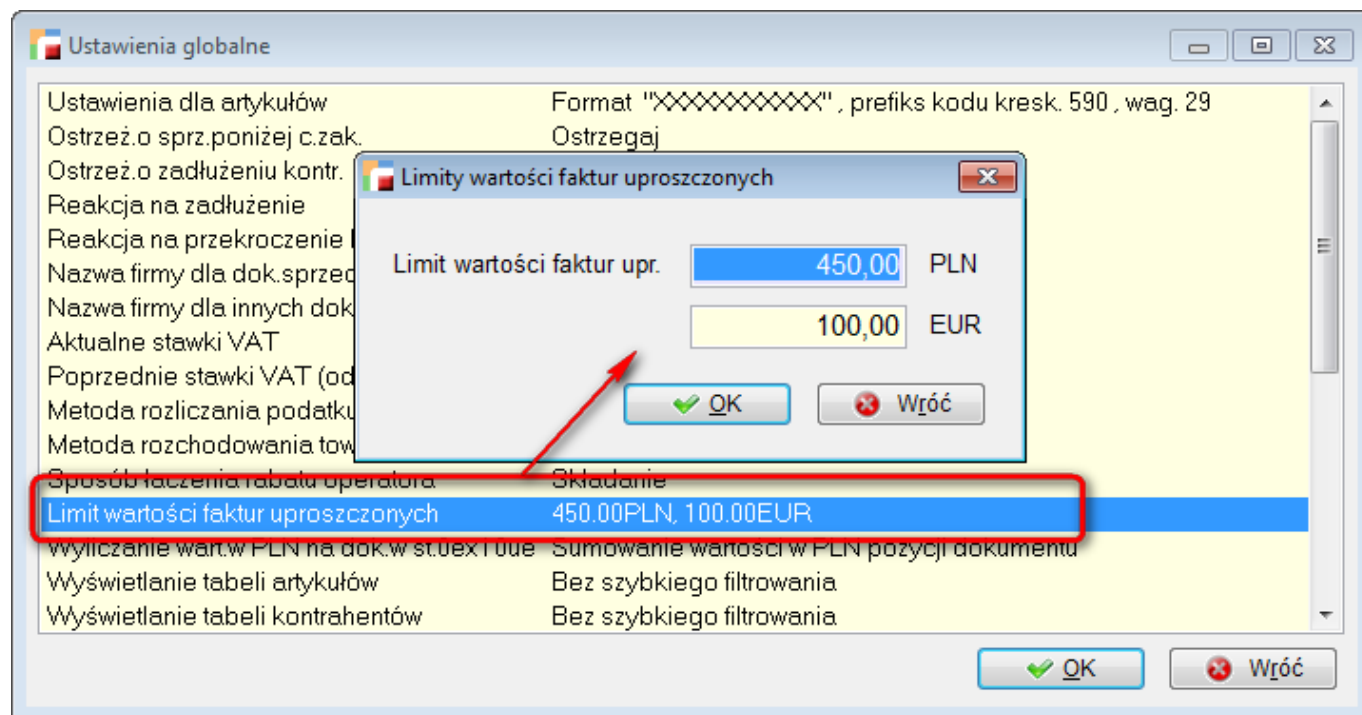 Ustawienia globalne
Ustawienia dla artykułów Format "XXXXXXXXXXX" , prefiks kodu kresk. 590 , wag. 29
Ostrzeż.o sprz.poniżej c.zak. Ostrzegaj
Ostrzeż.o zadłużeniu kontr.
Reakcja na zadłużenie
Reakcja na przekroczenie
Nazwa firmy dla dok.sprzed
Nazwa firmy dla innych dok
Aktualne stawki VAT
Poprzednie stawki VAT (od
Metoda rozliczania podatku
Metoda rozchodowania tow
Limity wartości faktur uproszczonych
Limit wartości faktur upr. 450,00 PLN
100,00 EUR
OK Wróć
Sposób łączenia rabatu operatora Składanie
Limit wartości faktur uproszczonych 450.00PLN, 100.00EUR
Wyliczanie wart.w PLN na dok.w st.0ex10ue Sumowanie wartości w PLN pozycji dokumentu
Wyświetlanie tabeli artykułów Bez szybkiego filtrowania
Wyświetlanie tabeli kontrahentów Bez szybkiego filtrowania
OK Wróć